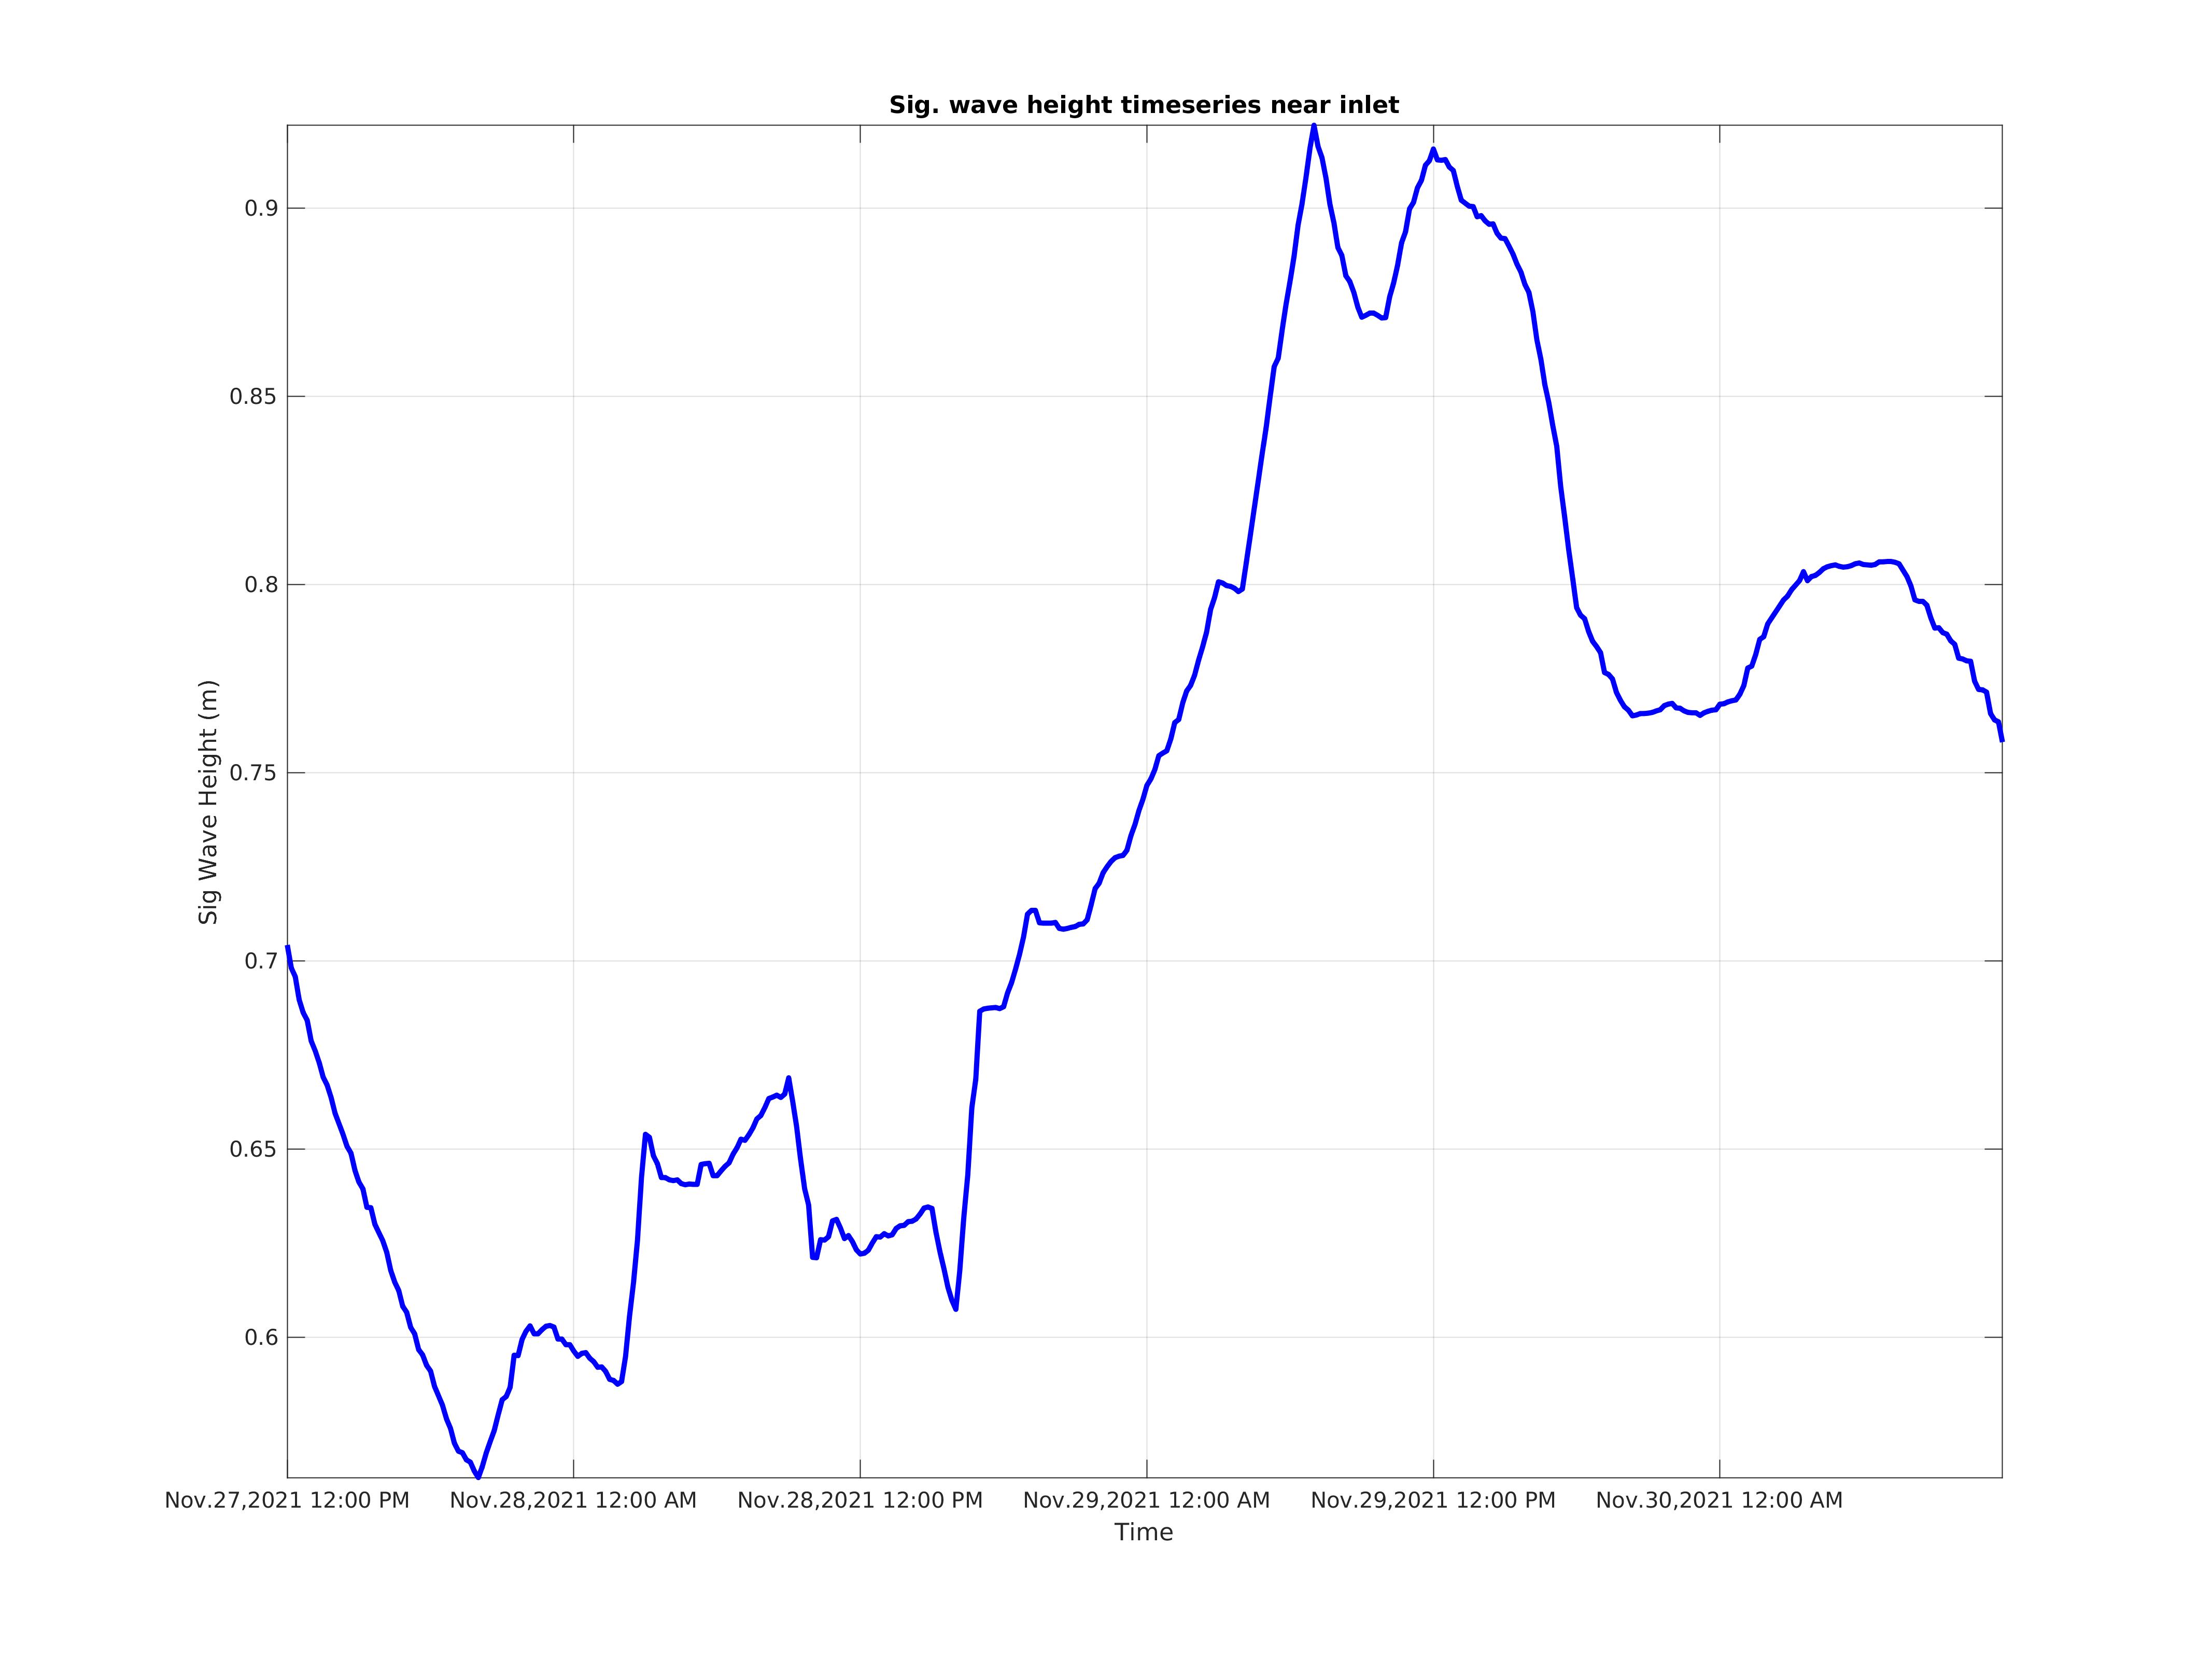 Sig. wave height timeseries near inlet
0.9
0.85
0.8
0.75
0.7
0.65
0.6
Sig Wave Height (m)
Nov.27,2021 12:00 PM Nov.28,2021 12:00 AM Nov.28,2021 12:00 PM Nov.29,2021 12:00 AM Nov.29,2021 12:00 PM Nov.30,2021 12:00 AM
Time